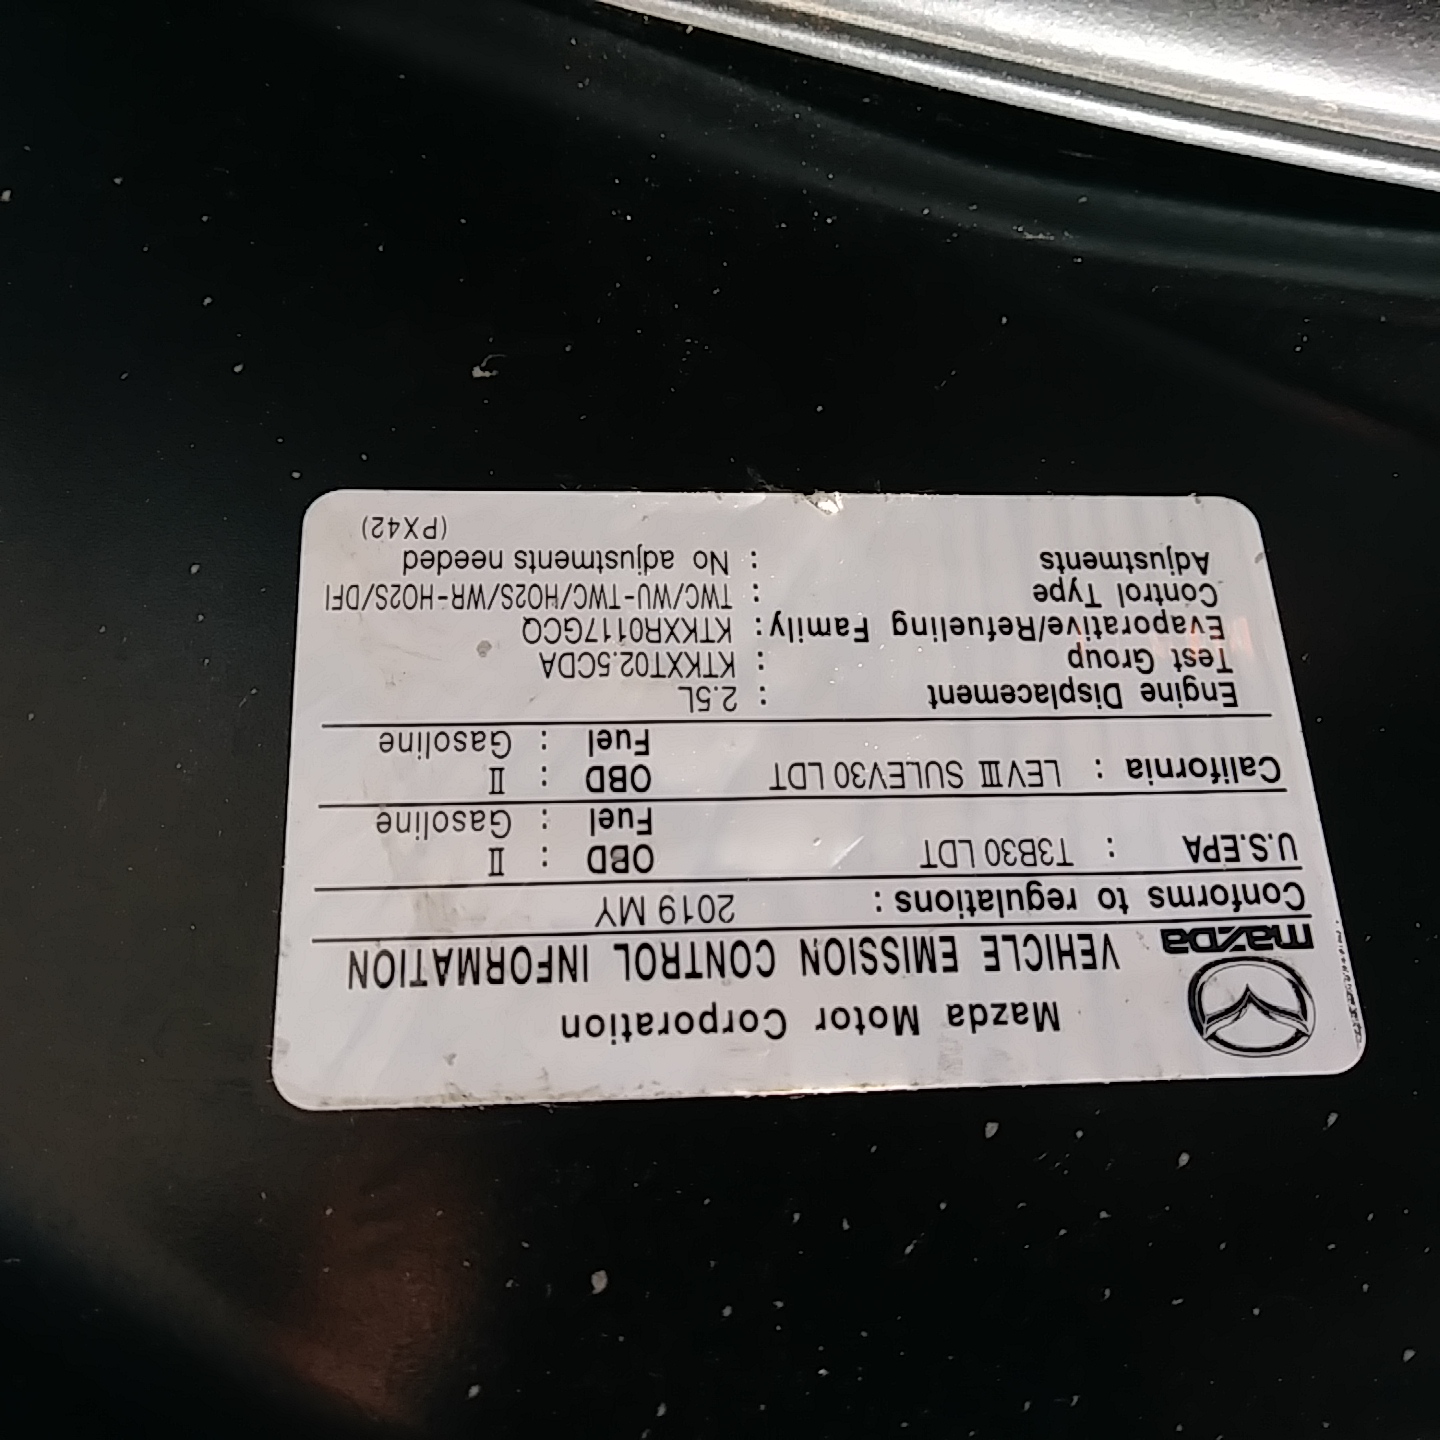 Mazda Motor Corporation
mazda VEHICLE EMISSION CONTROL INFORMATION
Conforms to regulations : 2019 MY
U.S.EPA : T3B30 LDT OBD : II
Fuel : Gasoline
California : LEVIII SULEV30 LDT OBD : II
Fuel : Gasoline
Engine Displacement : 2.5L
Test Group : KTKXT02.5CDA
Evaporative/Refueling Family : KTKXR0117GCQ
Control Type : TWC/WU-TWC/HO2S/WR-HO2S/DFI
Adjustments : No adjustments needed
(PX42)